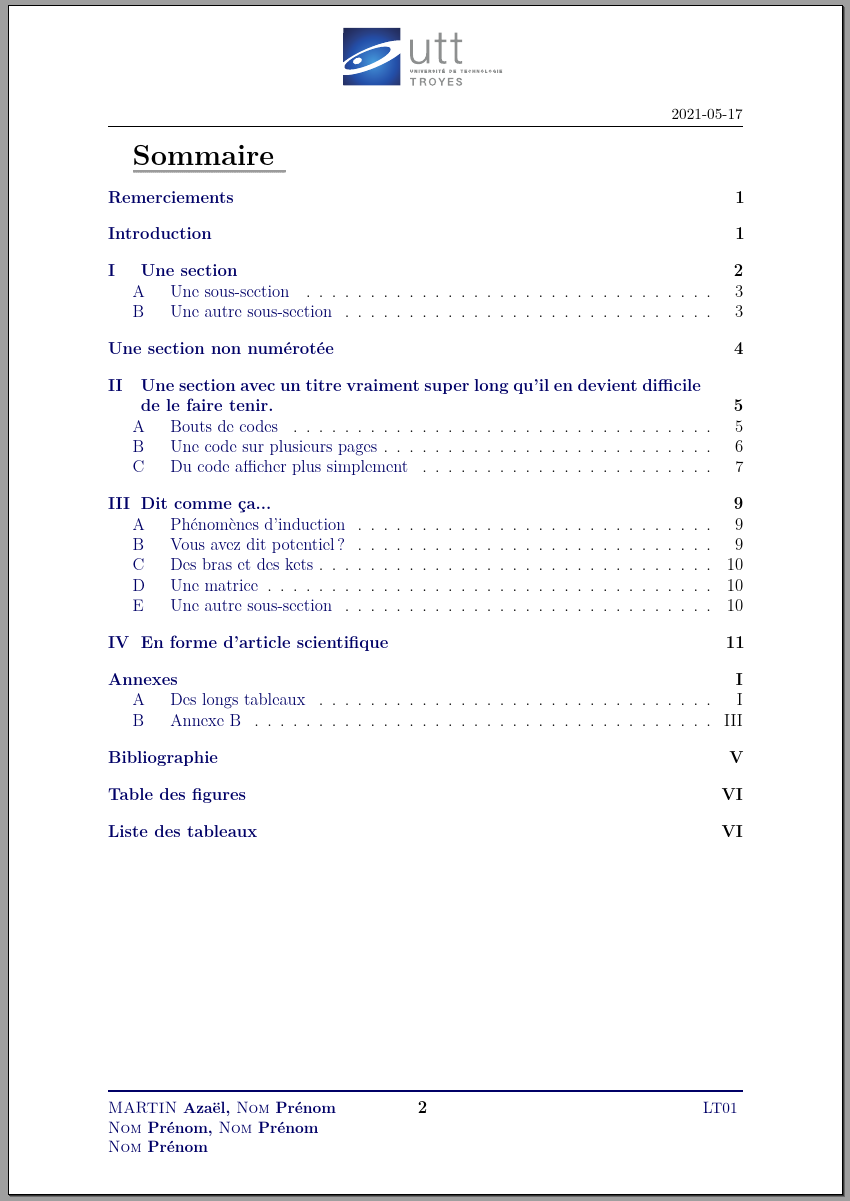 utt
UNIVERSITÉ DE TECHNOLOGIE
TROYES
2021-05-17
Sommaire
Remerciements 1
Introduction 1
I Une section 2
A Une sous-section . . . . . . . . . . . . . . . . . . . . . . . . . . . . . . . . 3
B Une autre sous-section . . . . . . . . . . . . . . . . . . . . . . . . . . . . . 3
Une section non numérotée 4
II Une section avec un titre vraiment super long qu'il en devient difficile
de le faire tenir. 5
A Bouts de codes . . . . . . . . . . . . . . . . . . . . . . . . . . . . . . . . . 5
B Une code sur plusieurs pages . . . . . . . . . . . . . . . . . . . . . . . . . . 6
C Du code afficher plus simplement . . . . . . . . . . . . . . . . . . . . . . . 7
III Dit comme ça... 9
A Phénomènes d'induction . . . . . . . . . . . . . . . . . . . . . . . . . . . . 9
B Vous avez dit potentiel ? . . . . . . . . . . . . . . . . . . . . . . . . . . . . 9
C Des bras et des kets . . . . . . . . . . . . . . . . . . . . . . . . . . . . . . . 10
D Une matrice . . . . . . . . . . . . . . . . . . . . . . . . . . . . . . . . . . . 10
E Une autre sous-section . . . . . . . . . . . . . . . . . . . . . . . . . . . . . 10
IV En forme d'article scientifique 11
Annexes I
A Des longs tableaux . . . . . . . . . . . . . . . . . . . . . . . . . . . . . . . I
B Annexe B . . . . . . . . . . . . . . . . . . . . . . . . . . . . . . . . . . . . III
Bibliographie V
Table des figures VI
Liste des tableaux VI
MARTIN Azaël, Nom Prénom 2 LT01
Nom Prénom, Nom Prénom
Nom Prénom